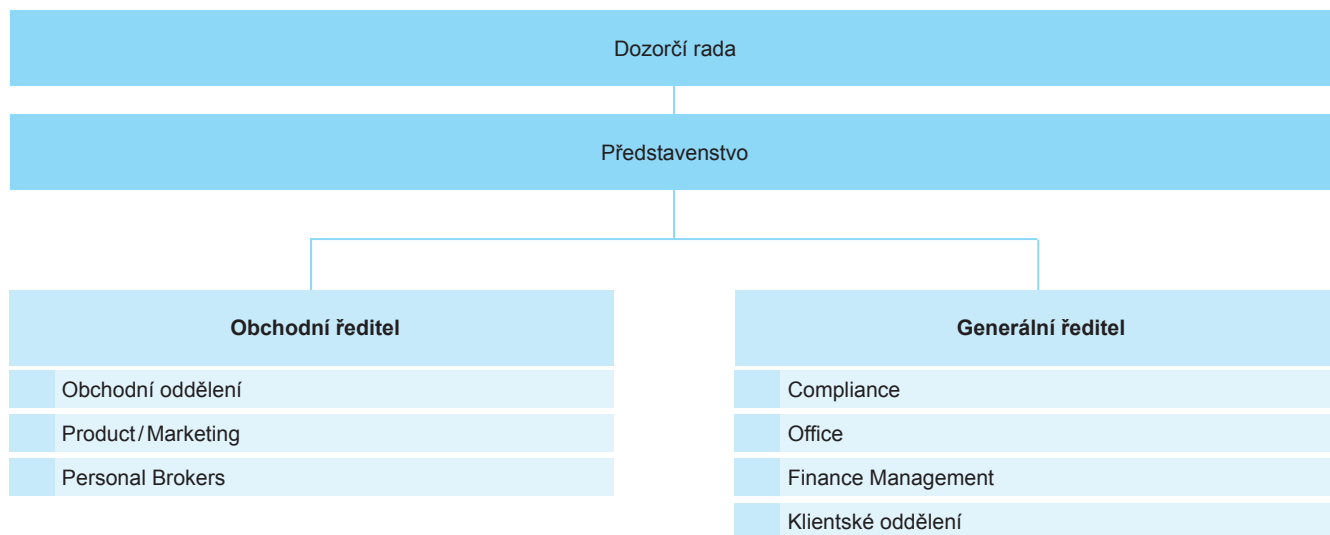 Dozorčí rada
Představenstvo
Obchodní ředitel
Obchodní oddělení
Product/Marketing
Personal Brokers
Generální ředitel
Compliance
Office
Finance Management
Klientské oddělení